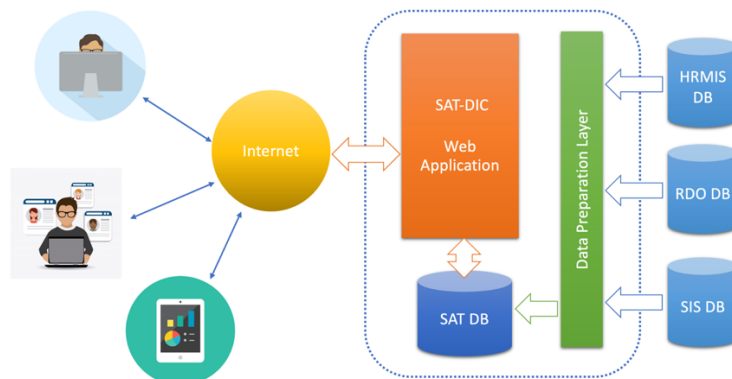 Internet
SAT-DIC
Web
Application
SAT DB
Data Preparation Layer
HRMIS
DB
RDO DB
SIS DB